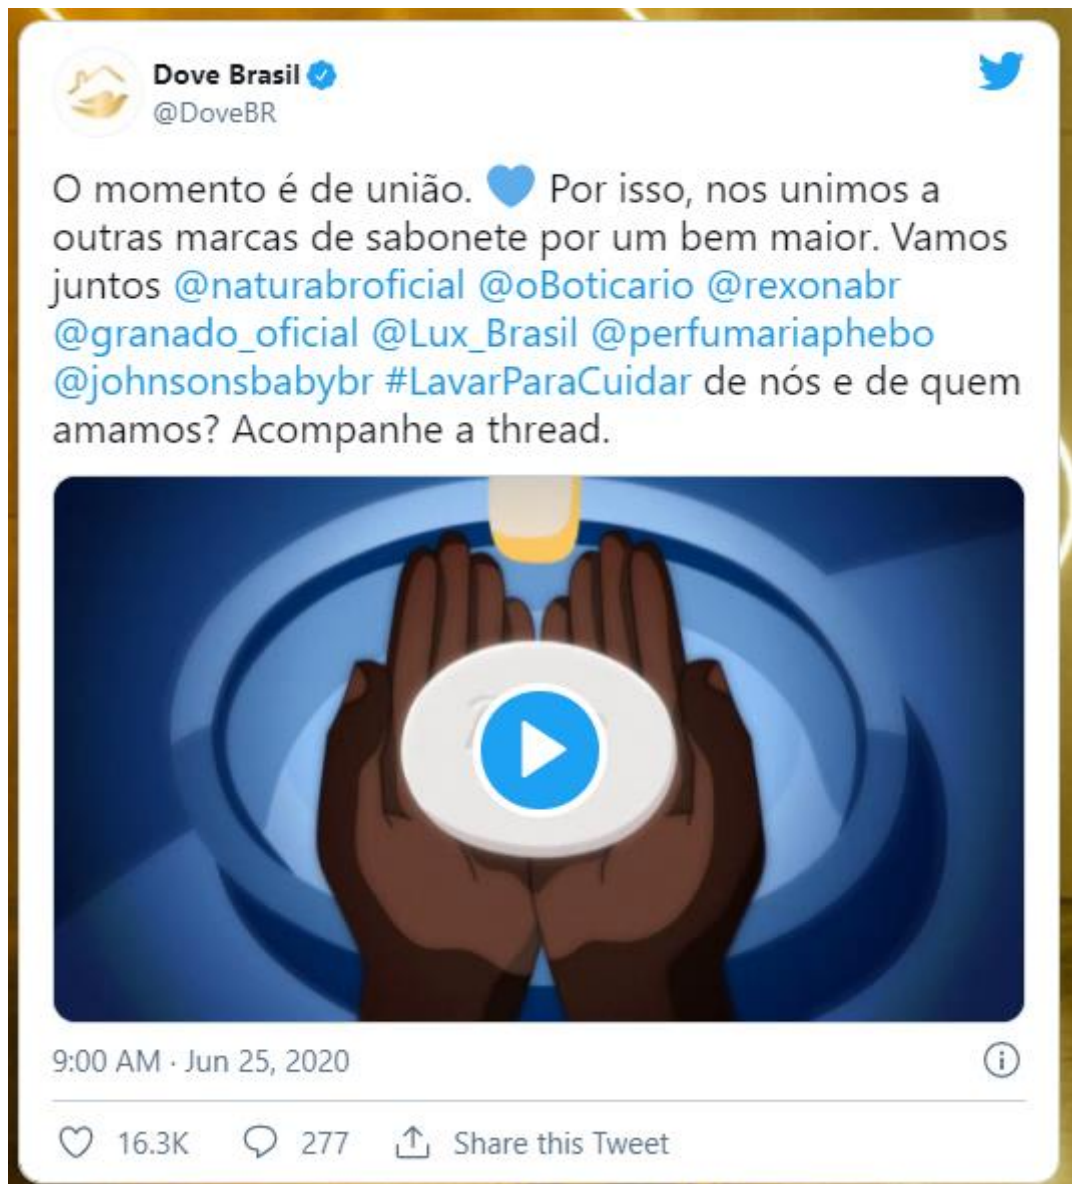 Dove Brasil
@DoveBR
O momento é de união. 💙 Por isso, nos unimos a
outras marcas de sabonete por um bem maior. Vamos
juntos @naturabroficial @oBoticario @rexonabr
@granado_oficial @Lux_Brasil @perfumariaphebo
@johnsonsbabybr #LavarParaCuidar de nós e de quem
amamos? Acompanhe a thread.
9:00 AM · Jun 25, 2020
16.3K 277 Share this Tweet